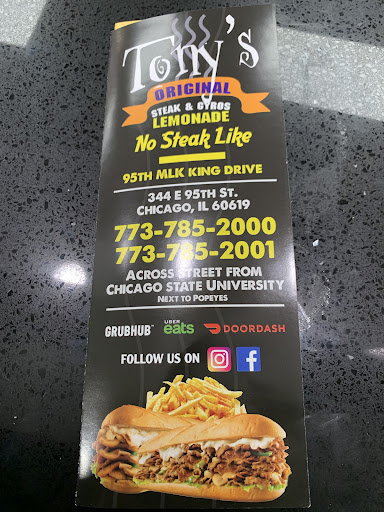 Tony's
ORIGINAL
STEAK & GYROS
LEMONADE
No Steak Like
95TH MLK KING DRIVE
344 E 95TH ST.
CHICAGO, IL 60619
773-785-2000
773-785-2001
ACROSS STREET FROM
CHICAGO STATE UNIVERSITY
NEXT TO POPEYES
GRUBHUB UBER eats DOORDASH
FOLLOW US ON f